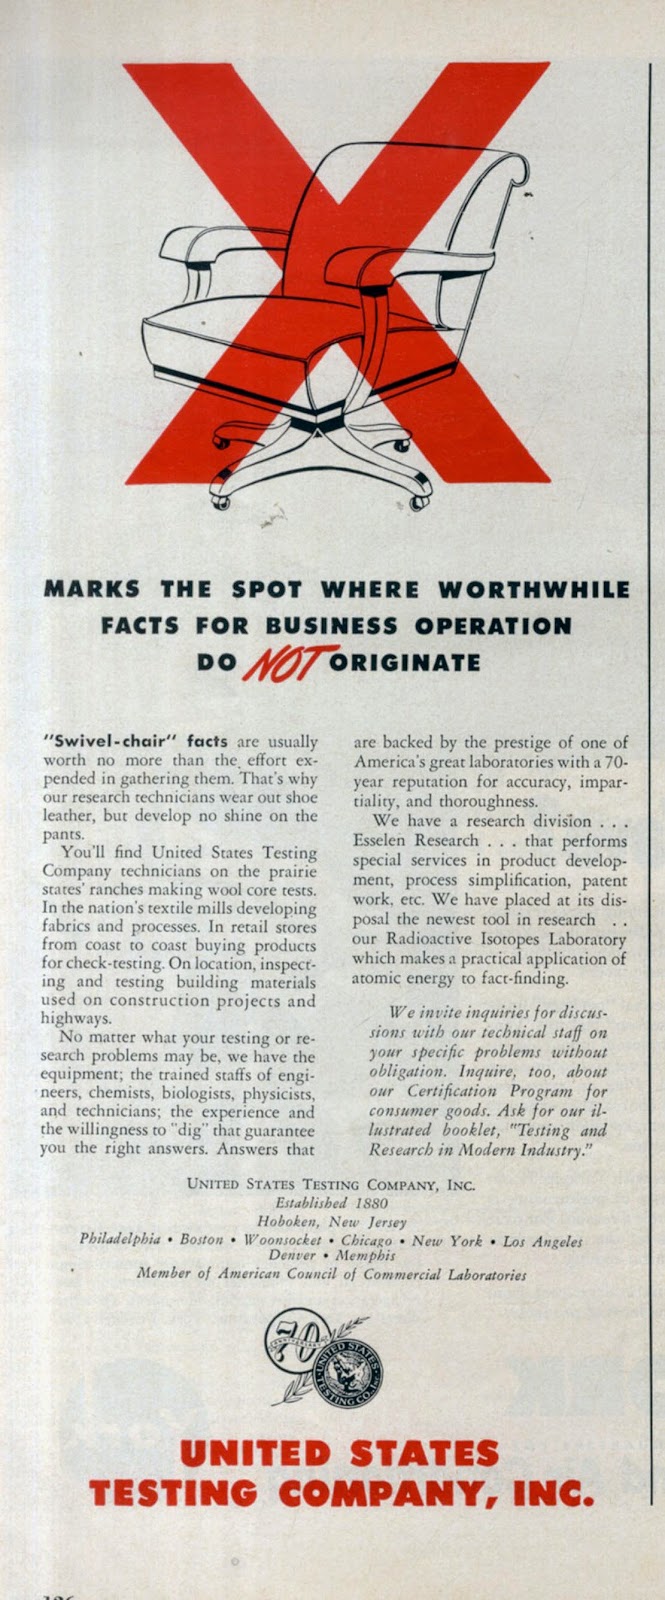 X
MARKS THE SPOT WHERE WORTHWHILE
FACTS FOR BUSINESS OPERATION
DO NOT ORIGINATE
"Swivel-chair" facts are usually
worth no more than the effort ex-
pended in gathering them. That's why
our research technicians wear out shoe
leather, but develop no shine on the
pants.
You'll find United States Testing
Company technicians on the prairie
states' ranches making wool core tests.
In the nation's textile mills developing
fabrics and processes. In retail stores
from coast to coast buying products
for check-testing. On location, inspect-
ing and testing building materials
used on construction projects and
highways.
No matter what your testing or re-
search problems may be, we have the
equipment; the trained staffs of engi-
neers, chemists, biologists, physicists,
and technicians; the experience and
the willingness to "dig" that guarantee
you the right answers. Answers that
are backed by the prestige of one of
America's great laboratories with a 70-
year reputation for accuracy, impar-
tiality, and thoroughness.
We have a research division . . .
Esselen Research . . . that performs
special services in product develop-
ment, process simplification, patent
work, etc. We have placed at its dis-
posal the newest tool in research . .
our Radioactive Isotopes Laboratory
which makes a practical application of
atomic energy to fact-finding.
We invite inquiries for discus-
sions with our technical staff on
your specific problems without
obligation. Inquire, too, about
our Certification Program for
consumer goods. Ask for our il-
lustrated booklet, "Testing and
Research in Modern Industry."
UNITED STATES TESTING COMPANY, INC.
Established 1880
Hoboken, New Jersey
Philadelphia • Boston • Woonsocket • Chicago • New York • Los Angeles
Denver • Memphis
Member of American Council of Commercial Laboratories
70
ANNIVERSARY
UNITED STATES
TESTING CO. Inc.
UNITED STATES
TESTING COMPANY, INC.